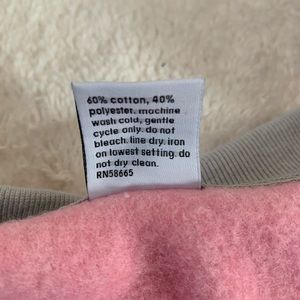 60% cotton, 40%
polyester. machine
wash cold, gentle
cycle only. do not
bleach. line dry. iron
on lowest setting. do
not dry clean.
RN58665